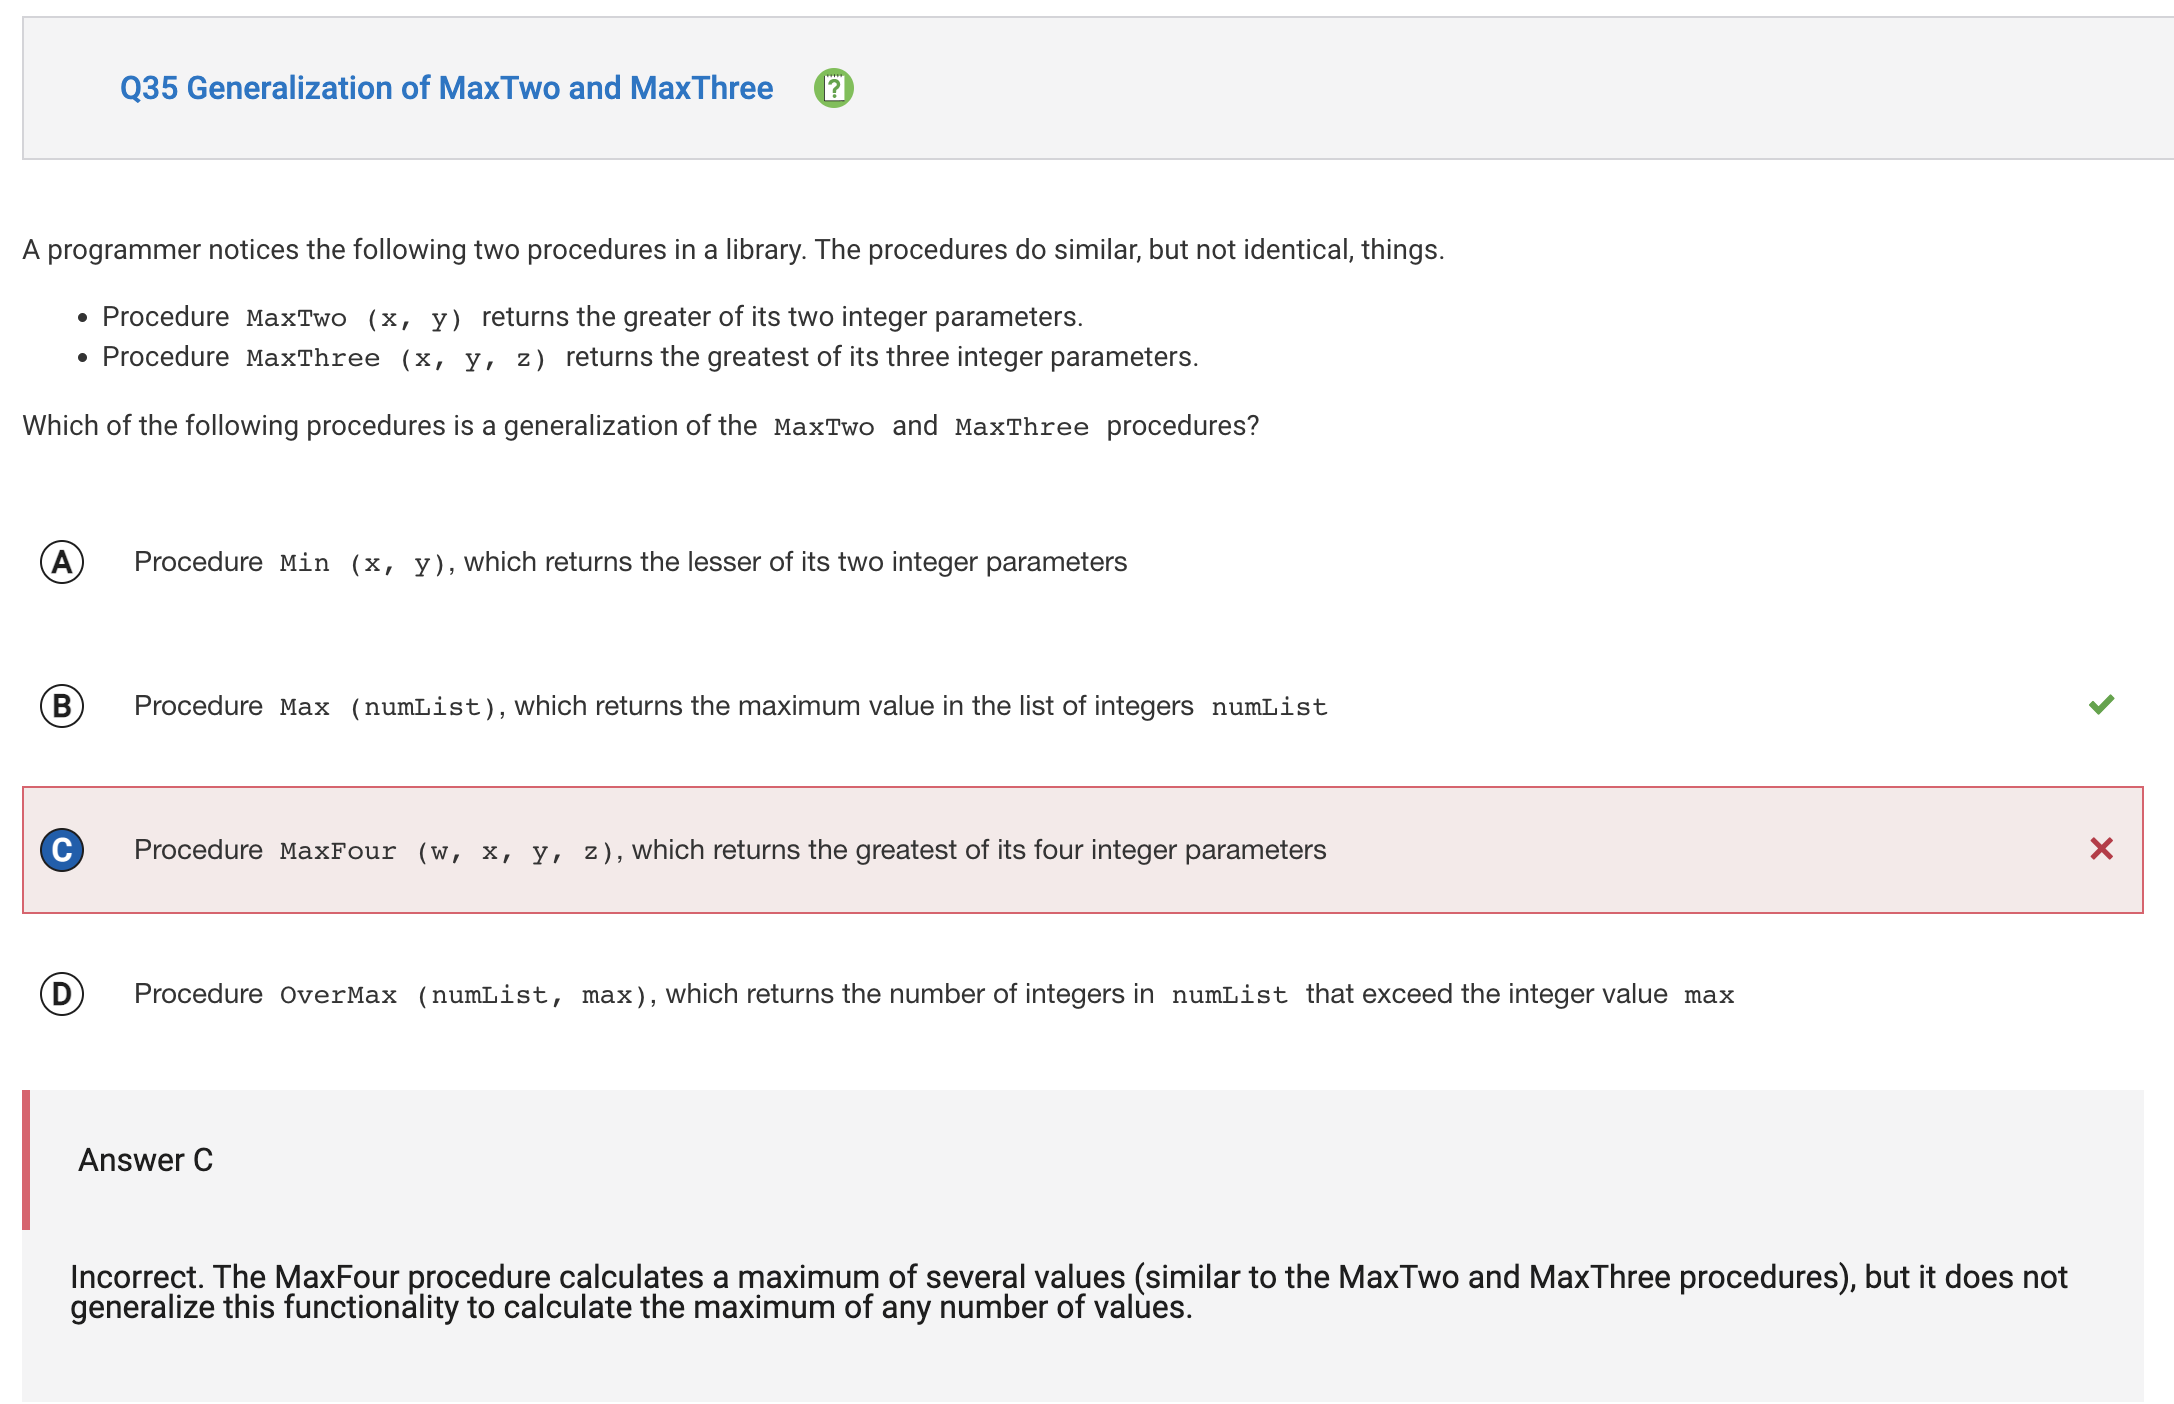 Q35 Generalization of MaxTwo and MaxThree ?
A programmer notices the following two procedures in a library. The procedures do similar, but not identical, things.
• Procedure MaxTwo (x, y) returns the greater of its two integer parameters.
• Procedure MaxThree (x, y, z) returns the greatest of its three integer parameters.
Which of the following procedures is a generalization of the MaxTwo and MaxThree procedures?
A Procedure Min (x, y), which returns the lesser of its two integer parameters
B Procedure Max (numList), which returns the maximum value in the list of integers numList
C Procedure MaxFour (w, x, y, z), which returns the greatest of its four integer parameters
D Procedure OverMax (numList, max), which returns the number of integers in numList that exceed the integer value max
Answer C
Incorrect. The MaxFour procedure calculates a maximum of several values (similar to the MaxTwo and MaxThree procedures), but it does not
generalize this functionality to calculate the maximum of any number of values.